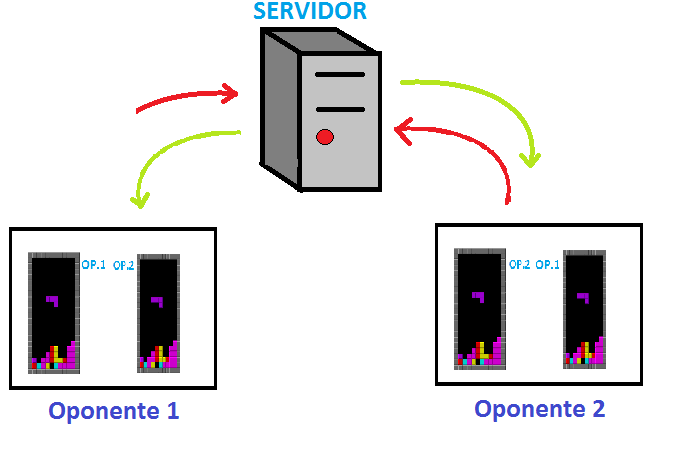 SERVIDOR
OP.1 OP.2
OP.2 OP.1
Oponente 1
Oponente 2